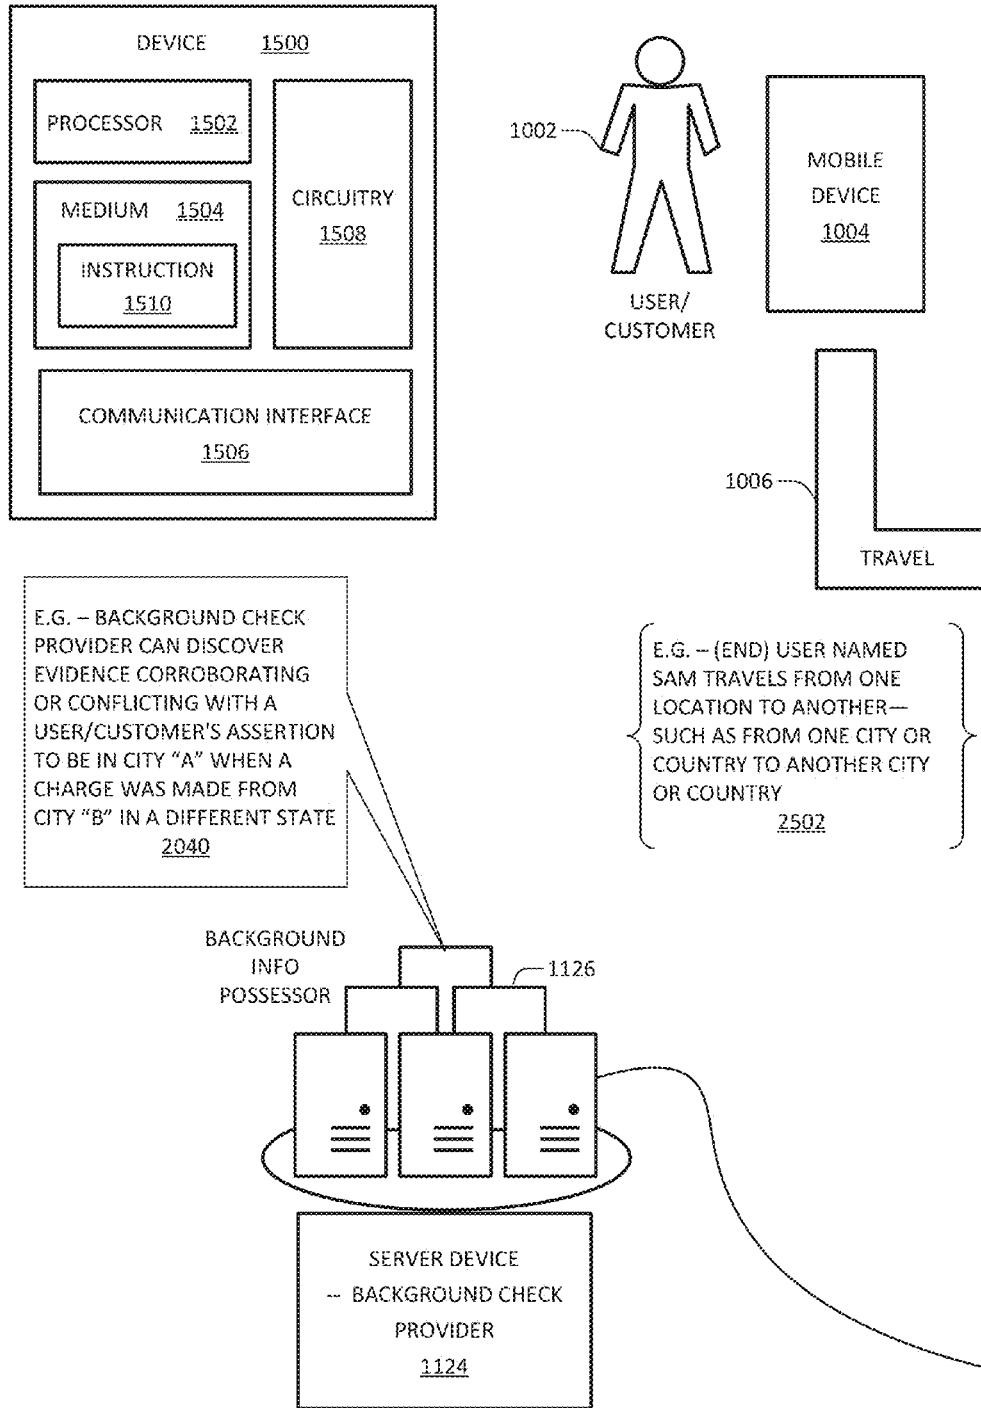 DEVICE 1500
PROCESSOR 1502
MEDIUM 1504
INSTRUCTION
1510
CIRCUITRY
1508
COMMUNICATION INTERFACE
1506
1002
USER/
CUSTOMER
MOBILE
DEVICE
1004
1006
TRAVEL
E.G. – BACKGROUND CHECK
PROVIDER CAN DISCOVER
EVIDENCE CORROBORATING
OR CONFLICTING WITH A
USER/CUSTOMER'S ASSERTION
TO BE IN CITY “A” WHEN A
CHARGE WAS MADE FROM
CITY “B” IN A DIFFERENT STATE
2040
E.G. – (END) USER NAMED
SAM TRAVELS FROM ONE
LOCATION TO ANOTHER—
SUCH AS FROM ONE CITY OR
COUNTRY TO ANOTHER CITY
OR COUNTRY
2502
BACKGROUND
INFO
POSSESSOR
1126
SERVER DEVICE
– BACKGROUND CHECK
PROVIDER
1124